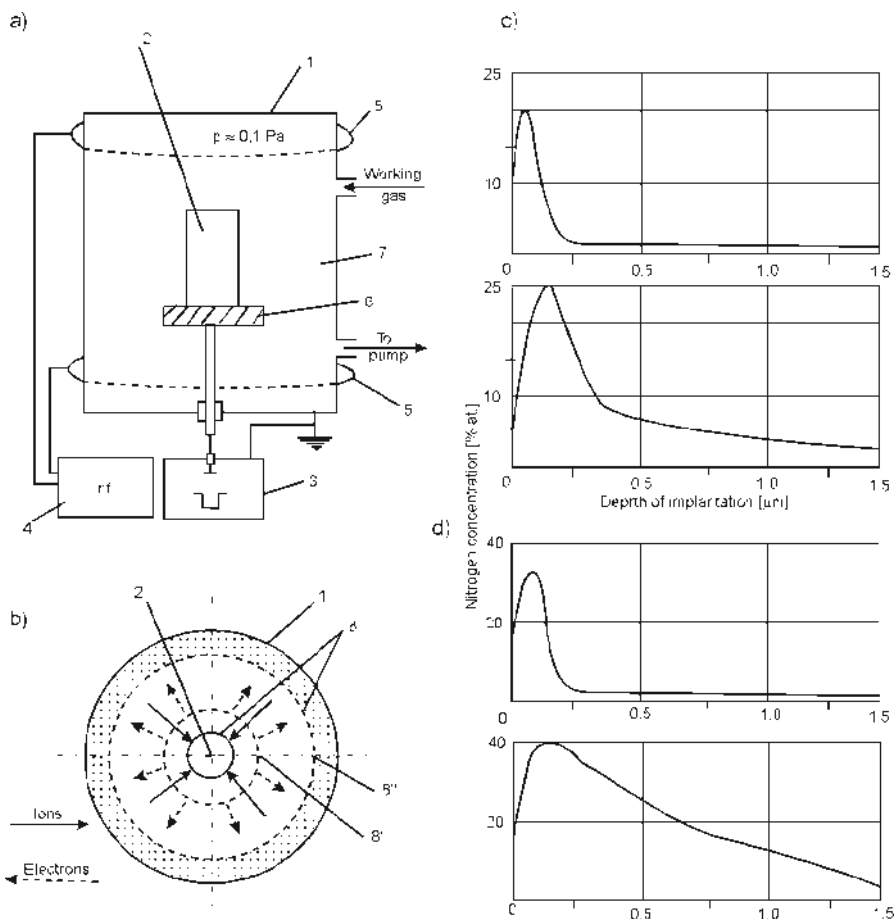 a)
2
1
5
p ≈ 0,1 Pa
Working
gas
7
6
To
pump
5
rf
4
3
b)
2
1
8
8"
8'
Ions
Electrons
c)
25
10
0
0.5
1.0
1.5
25
10
0
0.5
1.0
1.5
Deprth of implantation [μm]
Nitrogen concentration [% at.]
d)
40
20
0
0.5
1.0
1.5
40
20
0
0.5
1.0
1.5